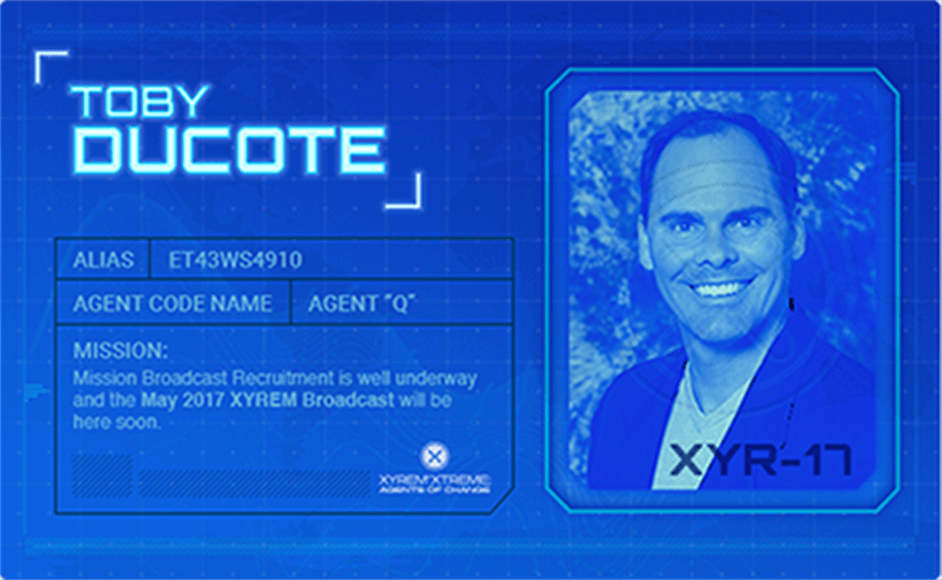 TOBY
DUCOTE
ALIAS ET43WS4910
AGENT CODE NAME AGENT “Q”
MISSION:
Mission Broadcast Recruitment is well underway
and the May 2017 XYREM Broadcast will be
here soon.
XYREM XTREME
AGENTS OF CHANGE
XYR-17